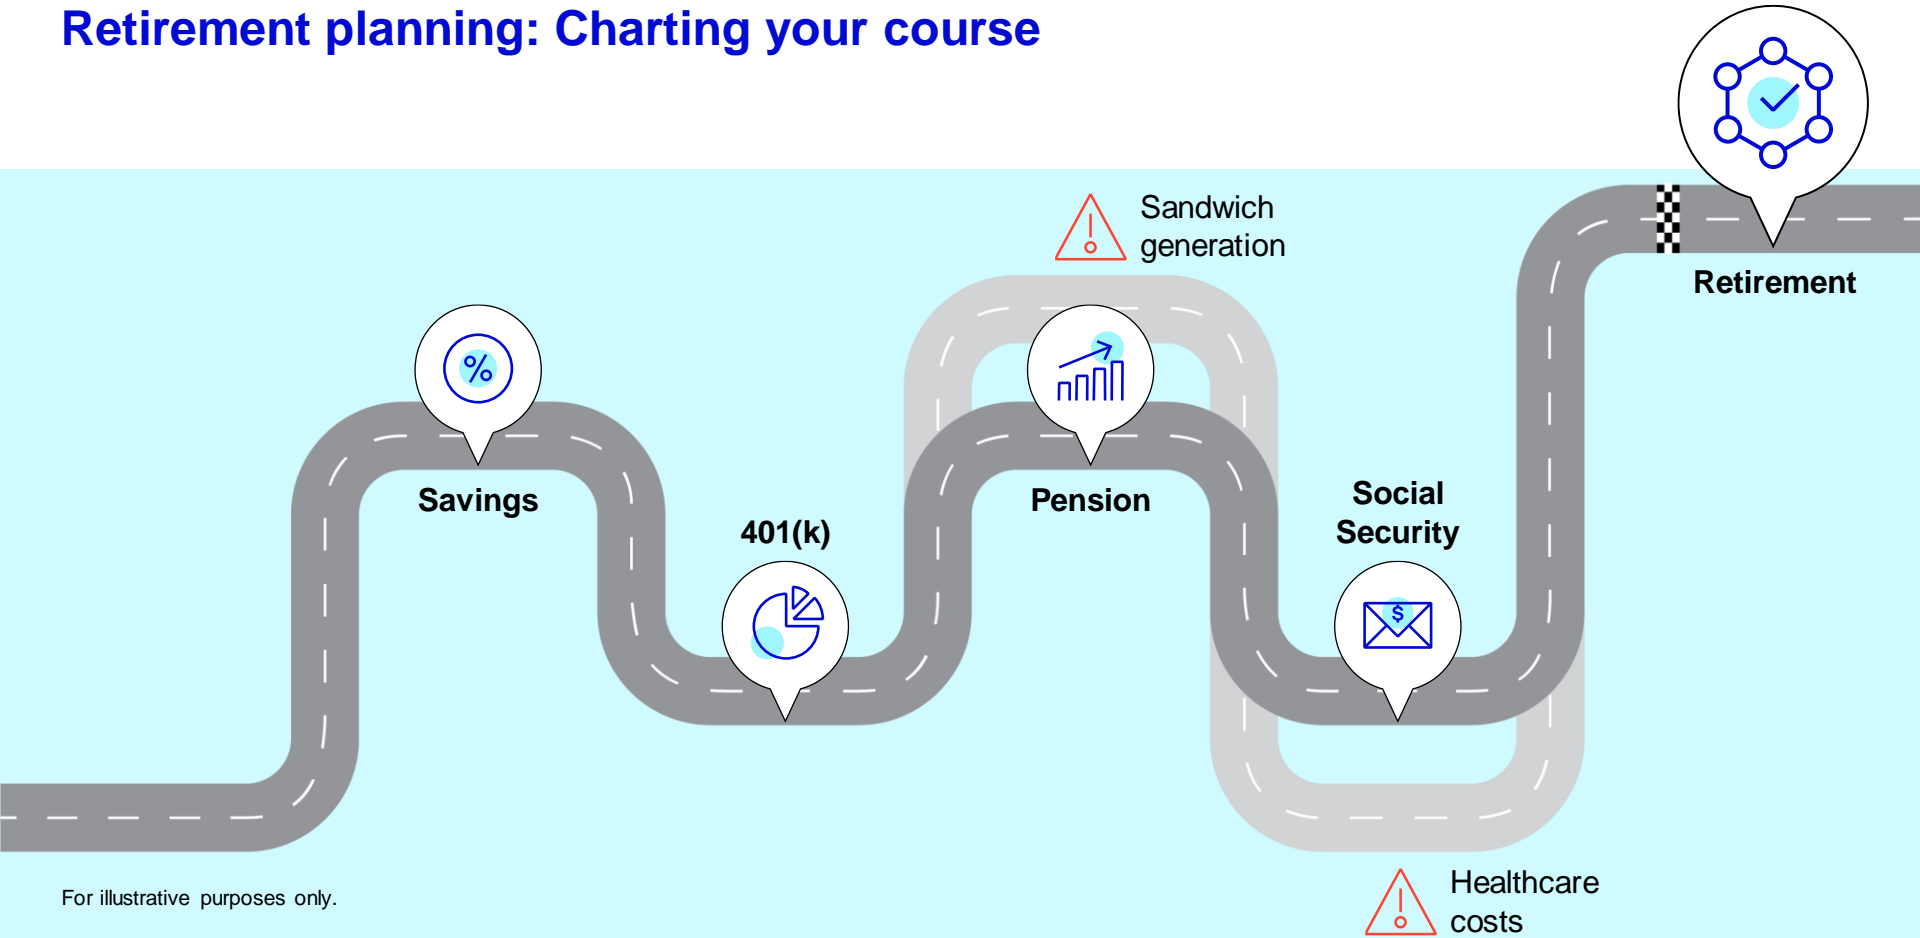 Retirement planning: Charting your course
Sandwich
generation
Retirement
%
Savings
Pension
401(k)
Social
Security
$
Healthcare
costs
For illustrative purposes only.